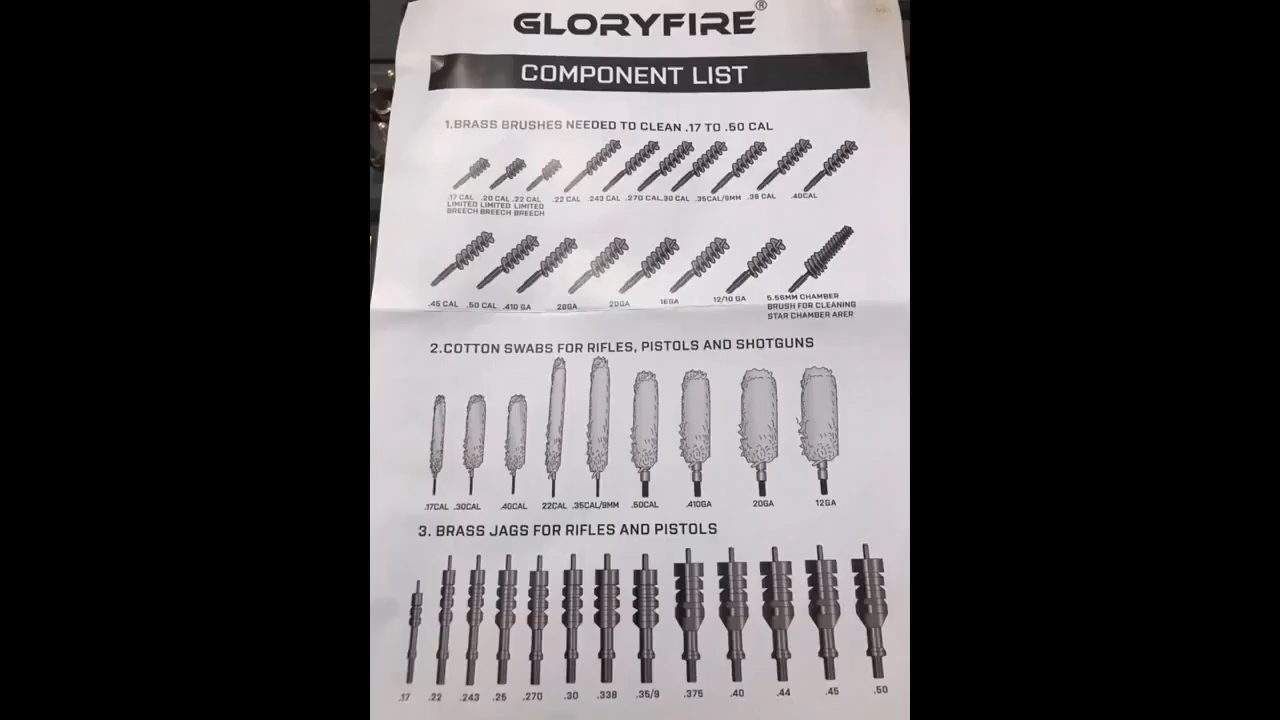 GLORYFIRE®
COMPONENT LIST
1.BRASS BRUSHES NEEDED TO CLEAN .17 TO .50 CAL
.17 CAL LIMITED BREECH
.20 CAL LIMITED BREECH
.22 CAL LIMITED BREECH
.22 CAL
.243 CAL
.270 CAL
.30 CAL
.35CAL/9MM
.38 CAL
.40CAL
.45 CAL
.50 CAL
.410 GA
28GA
20GA
16GA
12/10 GA
5.56MM CHAMBER
BRUSH FOR CLEANING
STAR CHAMBER ARER
2.COTTON SWABS FOR RIFLES, PISTOLS AND SHOTGUNS
.17CAL .30CAL .40CAL 22CAL .35CAL/9MM .50CAL .410GA 20GA 12GA
3. BRASS JAGS FOR RIFLES AND PISTOLS
.17 .22 .243 .25 .270 .30 .338 .35/9 .375 .40 .44 .45 .50